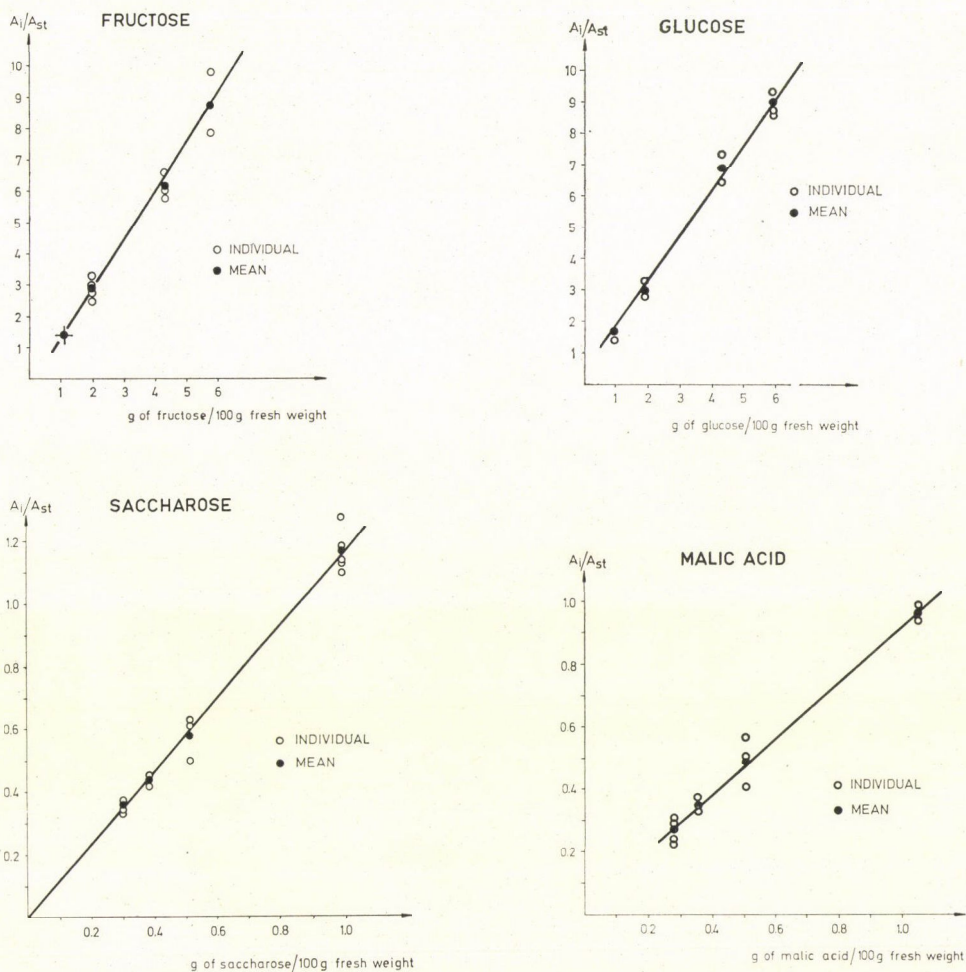 Ai/Ast
FRUCTOSE
10
9
8
7
6
5
4
3
2
1
1 2 3 4 5 6
INDIVIDUAL
MEAN
g of fructose/100g fresh weight
Ai/Ast
GLUCOSE
10
9
8
7
6
5
4
3
2
1
1 2 3 4 5 6
INDIVIDUAL
MEAN
g of glucose/100g fresh weight
Ai/Ast
SACCHAROSE
1.2
1.0
0.8
0.6
0.4
0.2
0.2 0.4 0.6 0.8 1.0
INDIVIDUAL
MEAN
g of saccharose/100g fresh weight
Ai/Ast
MALIC ACID
1.0
0.8
0.6
0.4
0.2
0.2 0.4 0.6 0.8 1.0
INDIVIDUAL
MEAN
g of malic acid/100g fresh weight